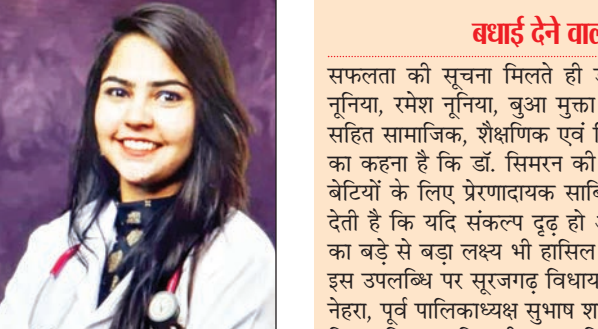 बधाई देने वाल
सफलता की सूचना मिलते ही
नूनिया, रमेश नूनिया, बुआ मुक्ता
सहित सामाजिक, शैक्षणिक एवं
का कहना है कि डॉ. सिमरन की
बेटियों के लिए प्रेरणादायक
देती है कि यदि संकल्प दृढ़ हो
का बड़े से बड़ा लक्ष्य भी हासिल
इस उपलब्धि पर सूरजगढ़
नेहरा, पूर्व पालिकाध्यक्ष सुभाष